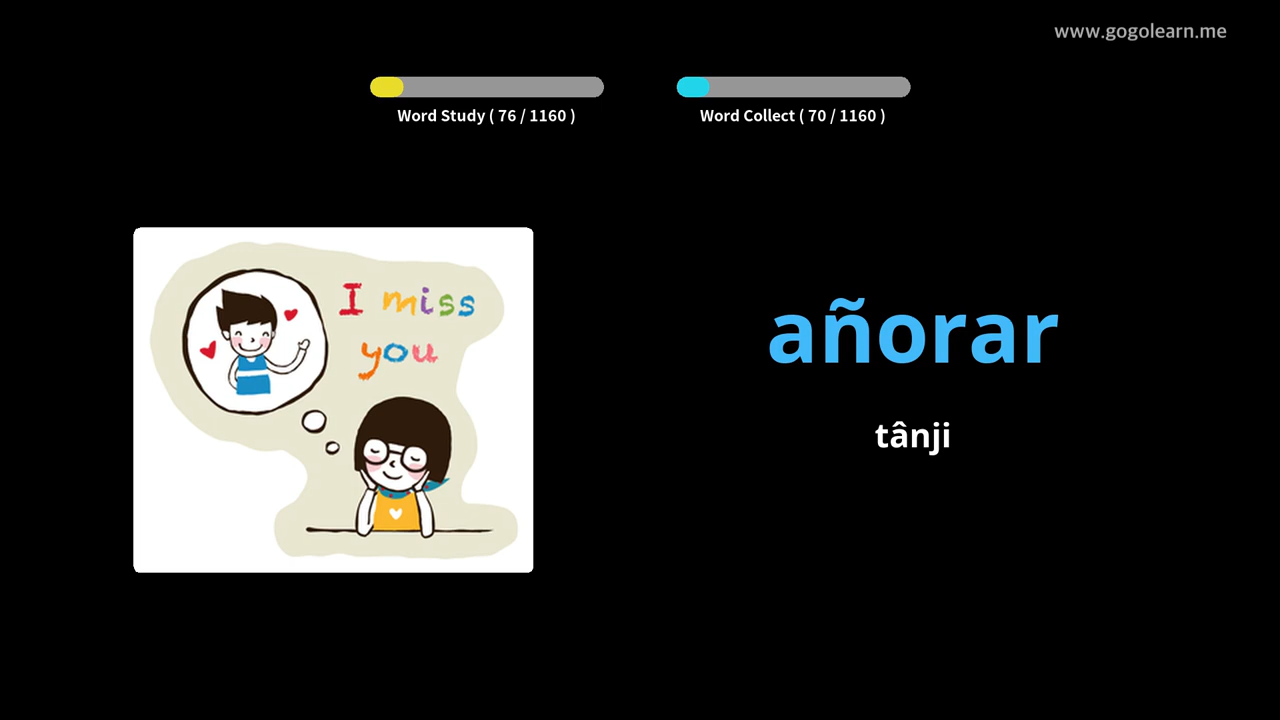 www.gogolearn.me
Word Study ( 76 / 1160 )
Word Collect ( 70 / 1160 )
I miss
you
añorar
tânji